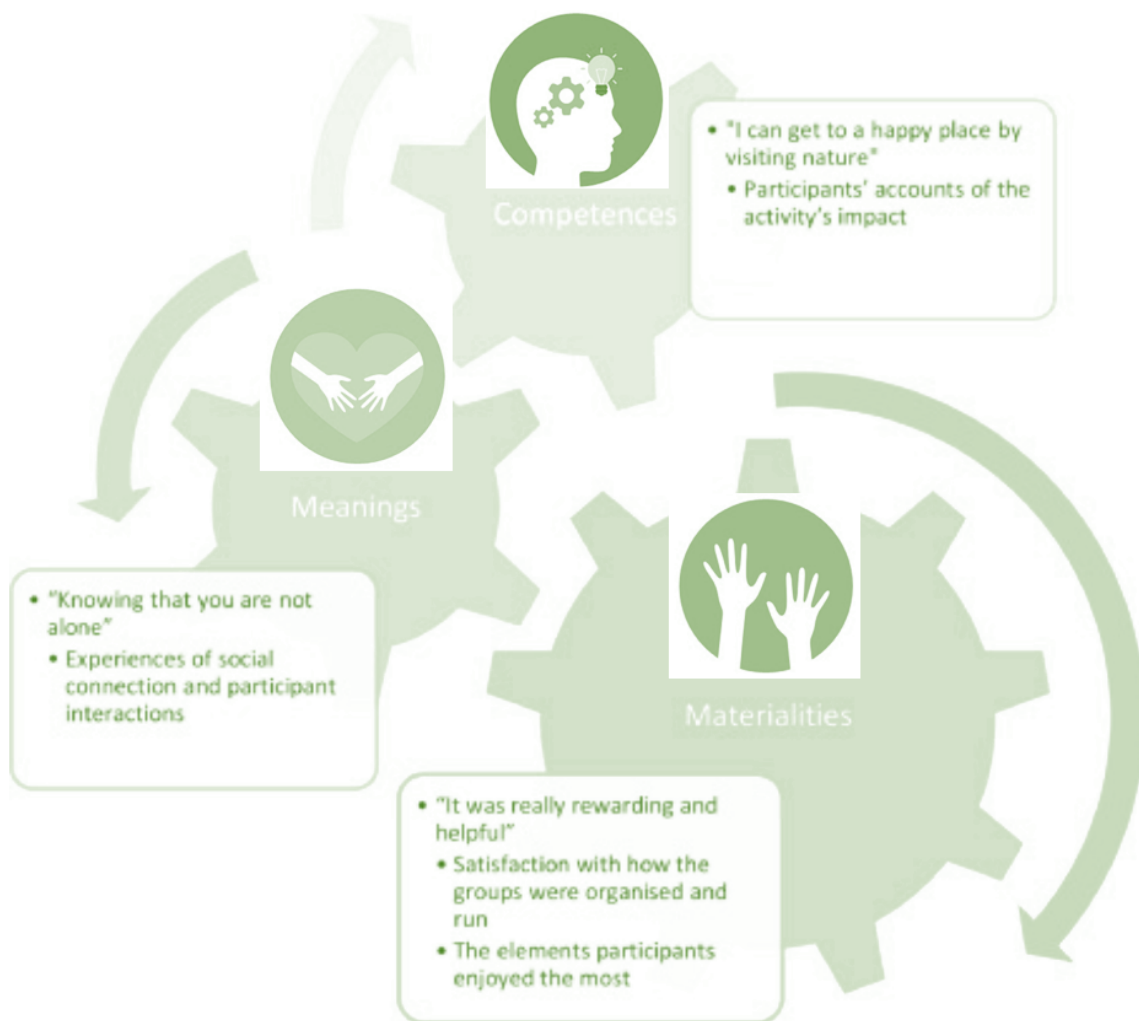 Competences
• "I can get to a happy place by
visiting nature"
• Participants' accounts of the
activity's impact
Meanings
• "Knowing that you are not
alone"
• Experiences of social
connection and participant
interactions
Materialities
• "It was really rewarding and
helpful"
• Satisfaction with how the
groups were organised and
run
• The elements participants
enjoyed the most